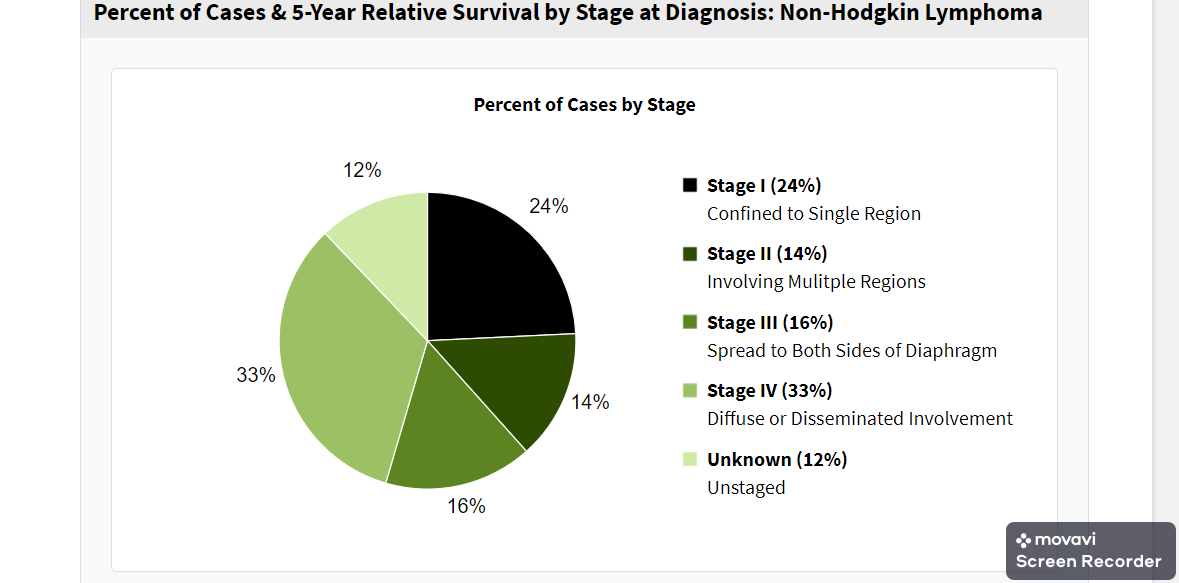 Percent of Cases & 5-Year Relative Survival by Stage at Diagnosis: Non-Hodgkin Lymphoma
Percent of Cases by Stage
12%
24%
33%
14%
16%
Stage I (24%)
Confined to Single Region
Stage II (14%)
Involving Mulitple Regions
Stage III (16%)
Spread to Both Sides of Diaphragm
Stage IV (33%)
Diffuse or Disseminated Involvement
Unknown (12%)
Unstaged
movavi
Screen Recorder